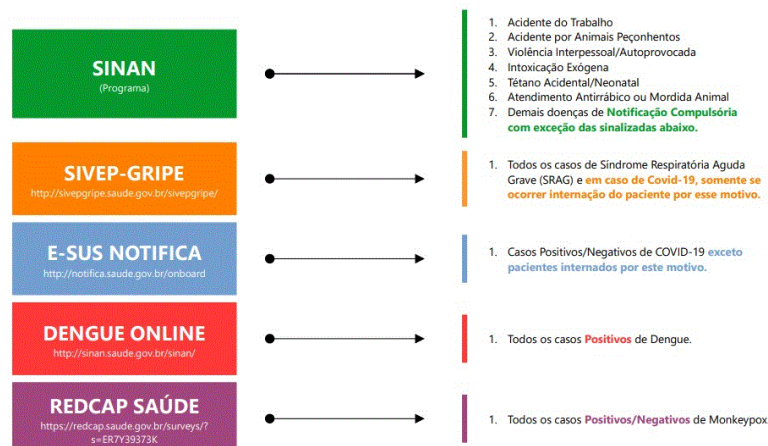 SINAN
(Programa)
1. Acidente do Trabalho
2. Acidente por Animais Peçonhentos
3. Violência Interpessoal/Autoprovocada
4. Intoxicação Exógena
5. Tétano Acidental/Neonatal
6. Atendimento Antirrábico ou Mordida Animal
7. Demais doenças de Notificação Compulsória
com exceção das sinalizadas abaixo.
SIVEP-GRIPE
http://sivepgripe.saude.gov.br/sivepgripe/
1. Todos os casos de Síndrome Respiratória Aguda
Grave (SRAG) e em caso de Covid-19, somente se
ocorrer internação do paciente por esse motivo.
E-SUS NOTIFICA
http://notifica.saude.gov.br/onboard
1. Casos Positivos/Negativos de COVID-19 exceto
pacientes internados por este motivo.
DENGUE ONLINE
http://sinan.saude.gov.br/sinan/
1. Todos os casos Positivos de Dengue.
REDCAP SAÚDE
https://redcap.saude.gov.br/surveys/?
s=ER7Y39373K
1. Todos os casos Positivos/Negativos de Monkeypox